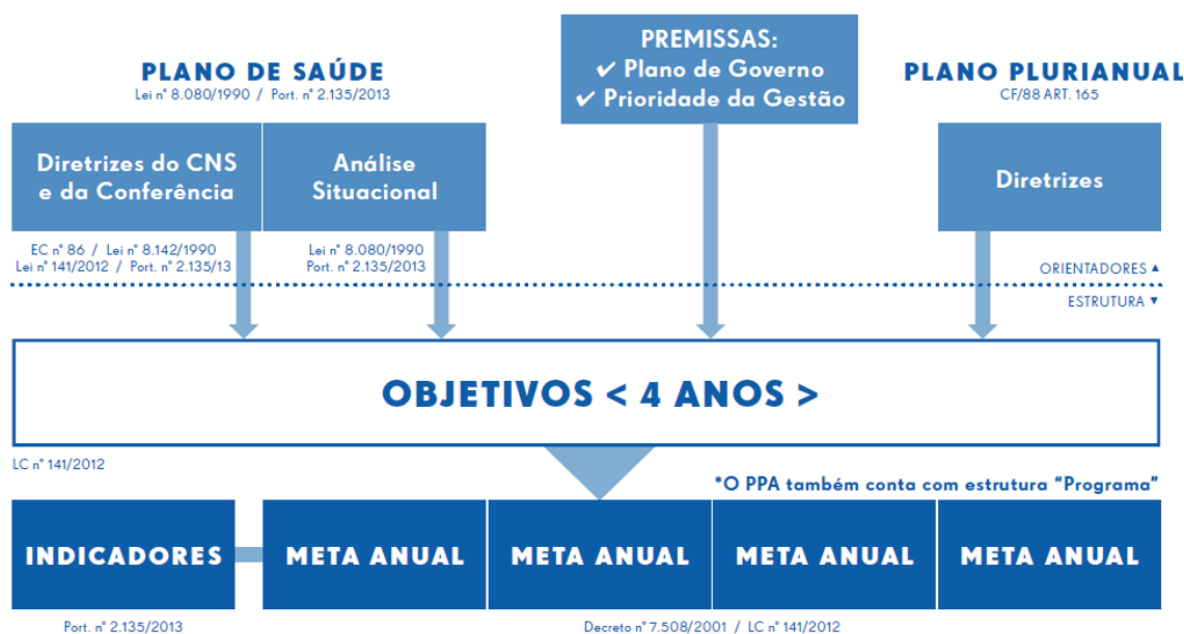 PLANO DE SAÚDE
Lei nº 8.080/1990 / Port. nº 2.135/2013
PREMISSAS:
✓ Plano de Governo
✓ Prioridade da Gestão
PLANO PLURIANUAL
CF/88 ART. 165
Diretrizes do CNS
e da Conferência
Análise
Situacional
Diretrizes
EC nº 86 / Lei nº 8.142/1990
Lei nº 141/2012 / Port. nº 2.135/13
Lei nº 8.080/1990
Port. nº 2.135/2013
ORIENTADORES ▲
ESTRUTURA ▼
OBJETIVOS < 4 ANOS >
LC nº 141/2012
*O PPA também conta com estrutura “Programa”
INDICADORES
META ANUAL
META ANUAL
META ANUAL
META ANUAL
Port. nº 2.135/2013
Decreto nº 7.508/2001 / LC nº 141/2012